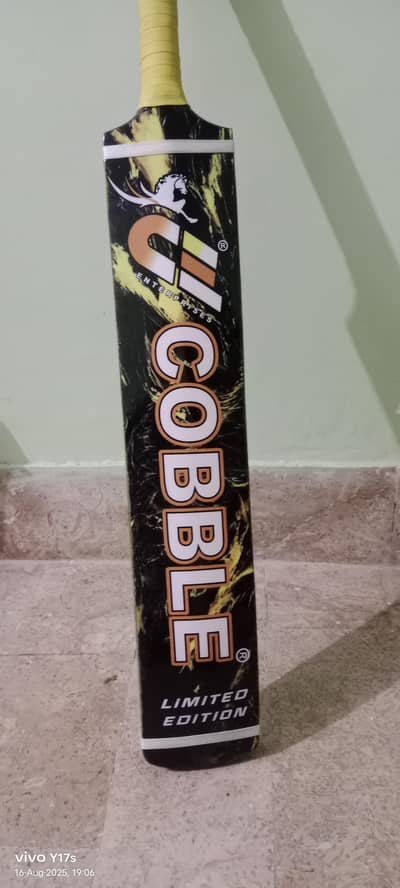 ®
ENTERPRISES
COBBLE®
LIMITED
EDITION
vivo Y17s
16-Aug-2025, 19:06